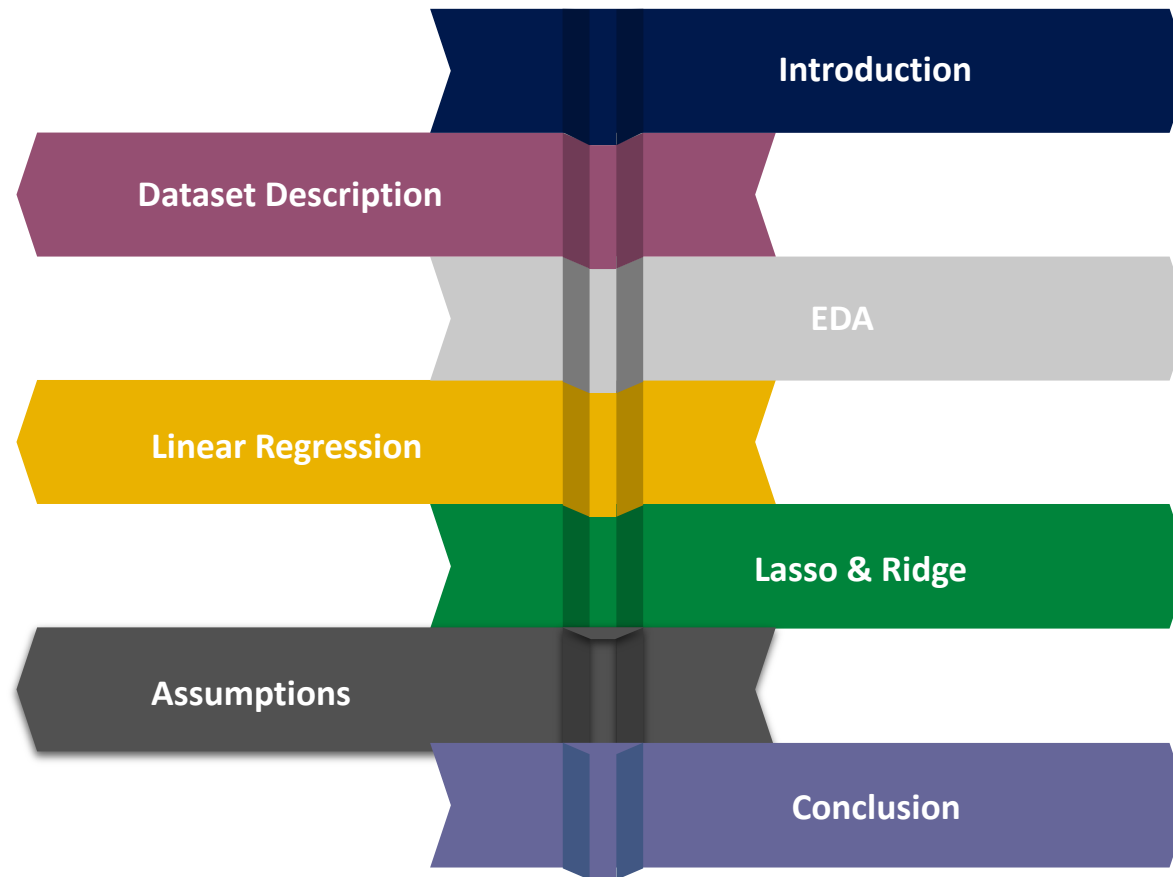 Introduction
Dataset Description
EDA
Linear Regression
Lasso & Ridge
Assumptions
Conclusion